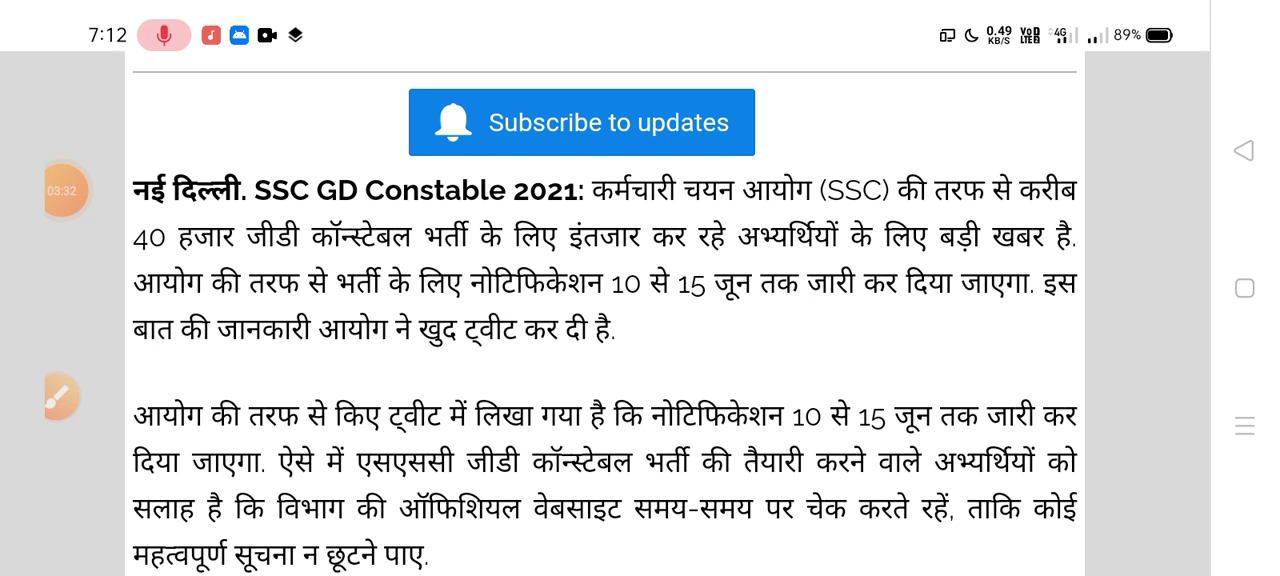 7:12 0.49 KB/S VoD LTE2 4G 89%
Subscribe to updates
03:32
नई दिल्ली. SSC GD Constable 2021: कर्मचारी चयन आयोग (SSC) की तरफ से करीब
40 हजार जीडी कॉन्स्टेबल भर्ती के लिए इंतजार कर रहे अभ्यर्थियों के लिए बड़ी खबर है.
आयोग की तरफ से भर्ती के लिए नोटिफिकेशन 10 से 15 जून तक जारी कर दिया जाएगा. इस
बात की जानकारी आयोग ने खुद ट्वीट कर दी है.
आयोग की तरफ से किए ट्वीट में लिखा गया है कि नोटिफिकेशन 10 से 15 जून तक जारी कर
दिया जाएगा. ऐसे में एसएससी जीडी कॉन्स्टेबल भर्ती की तैयारी करने वाले अभ्यर्थियों को
सलाह है कि विभाग की ऑफिशियल वेबसाइट समय-समय पर चेक करते रहें, ताकि कोई
महत्वपूर्ण सूचना न छूटने पाए.